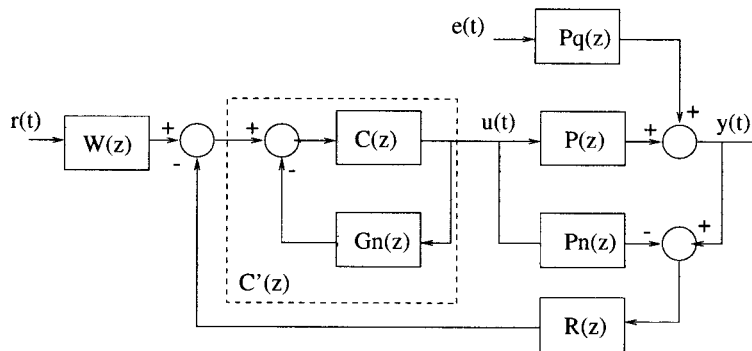 e(t)
Pq(z)
r(t)
W(z)
+
-
+
-
C(z)
u(t)
P(z)
+
+
y(t)
Gn(z)
Pn(z)
-
+
C'(z)
R(z)